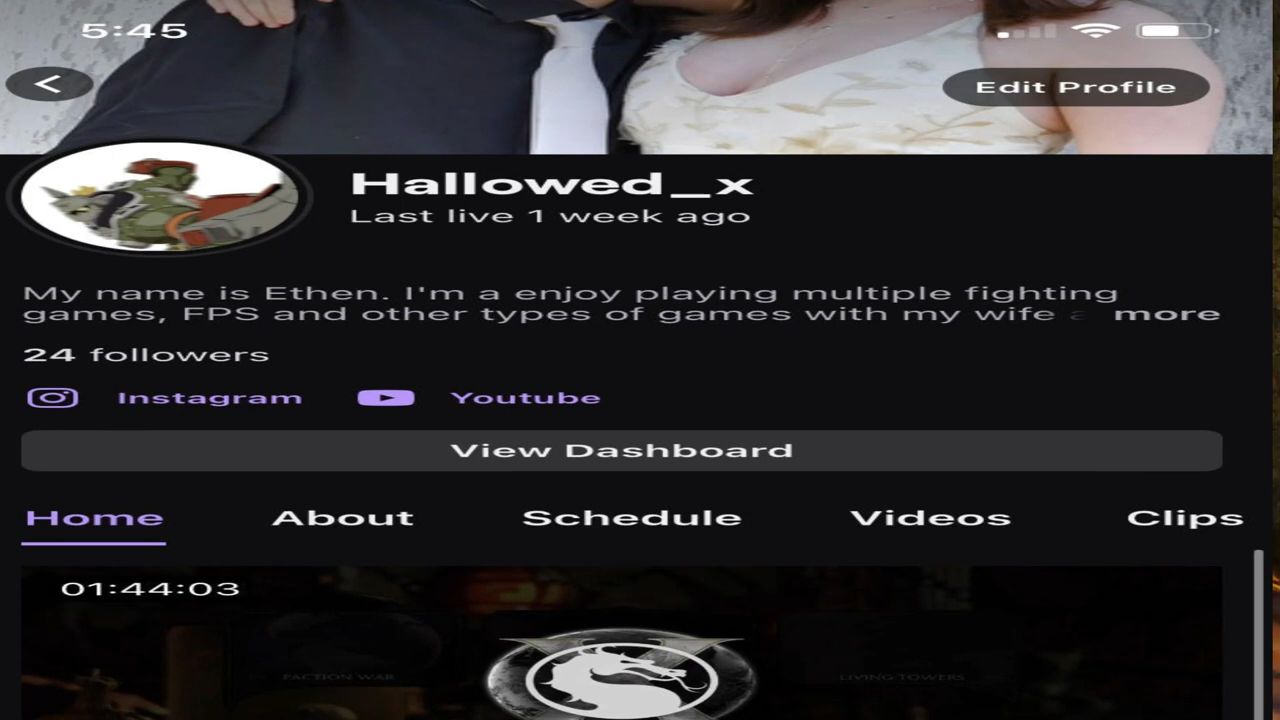 5:45
Edit Profile
Hallowed_x
Last live 1 week ago
My name is Ethen. I'm a enjoy playing multiple fighting
games, FPS and other types of games with my wife a more
24 followers
Instagram Youtube
View Dashboard
Home About Schedule Videos Clips
01:44:03
FACTION WAR LIVING TOWERS